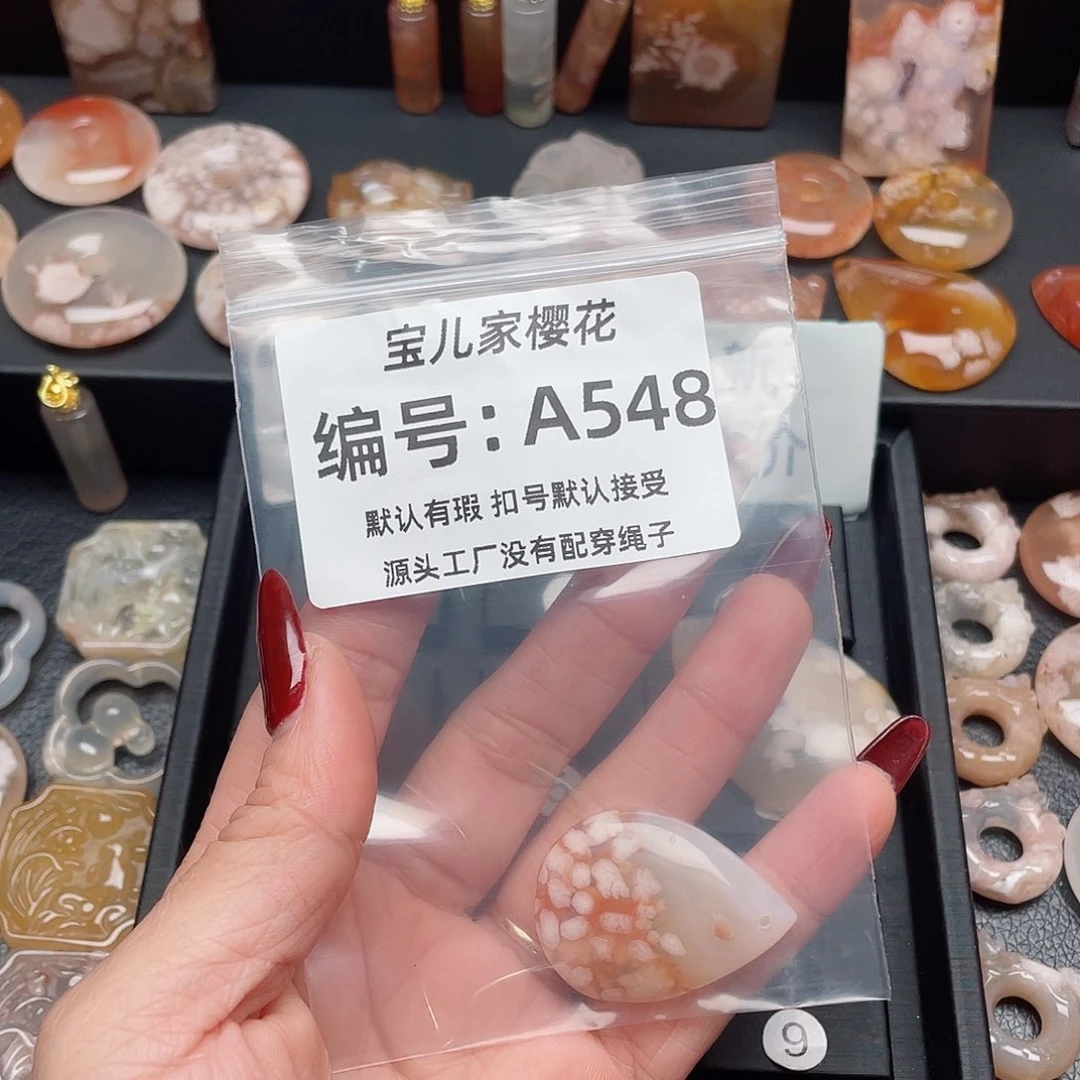 宝儿家樱花
编号：A548
默认有瑕 扣号默认接受
源头工厂没有配穿绳子
介
9